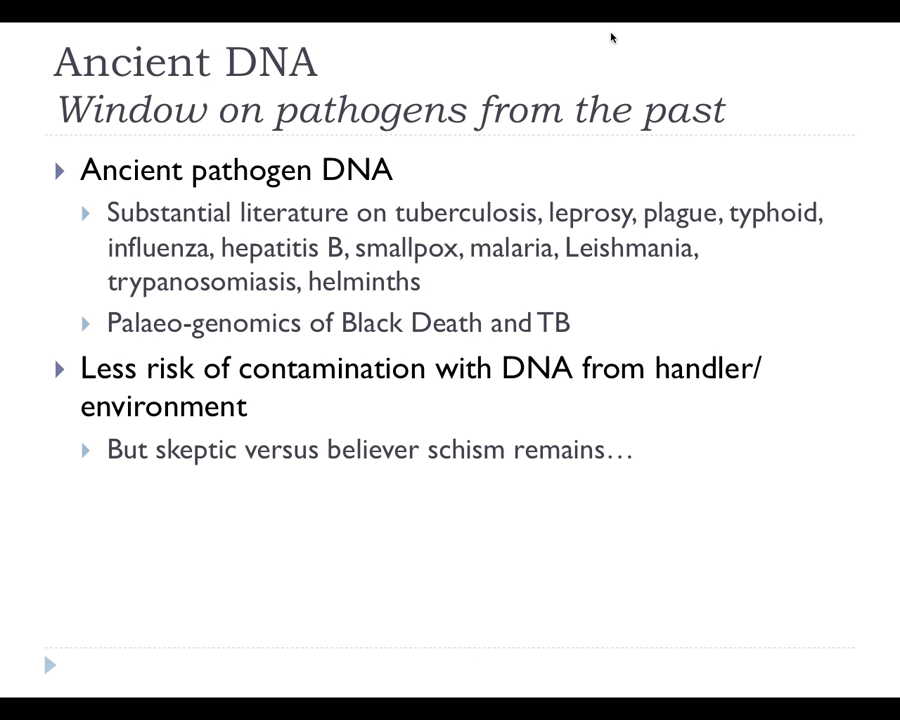 Ancient DNA
Window on pathogens from the past
Ancient pathogen DNA
Substantial literature on tuberculosis, leprosy, plague, typhoid,
influenza, hepatitis B, smallpox, malaria, Leishmania,
trypanosomiasis, helminths
Palaeo-genomics of Black Death and TB
Less risk of contamination with DNA from handler/
environment
But skeptic versus believer schism remains…